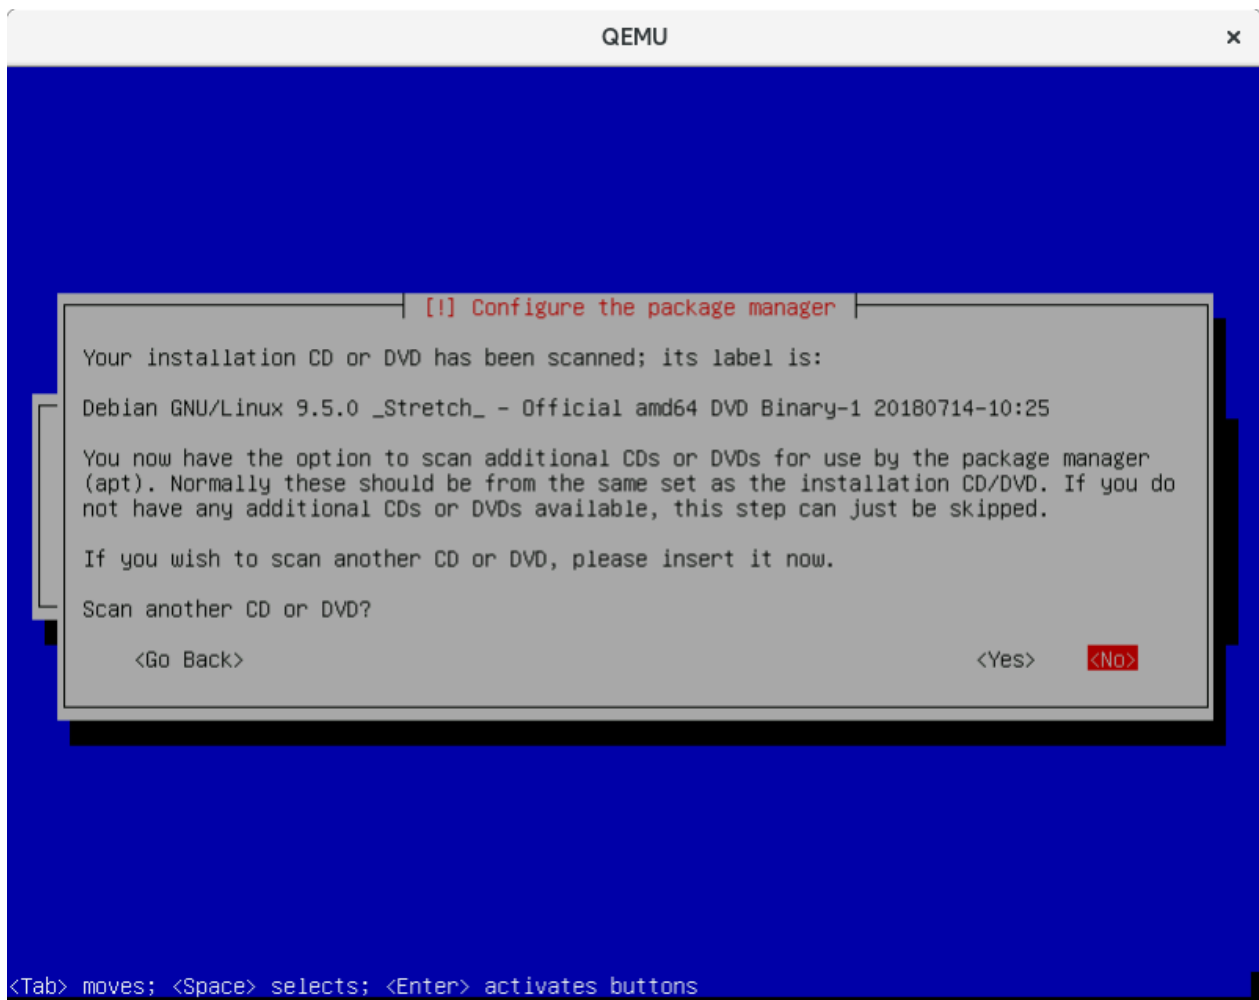 QEMU ×
[!] Configure the package manager
Your installation CD or DVD has been scanned; its label is:
Debian GNU/Linux 9.5.0 _Stretch_ - Official amd64 DVD Binary-1 20180714-10:25
You now have the option to scan additional CDs or DVDs for use by the package manager
(apt). Normally these should be from the same set as the installation CD/DVD. If you do
not have any additional CDs or DVDs available, this step can just be skipped.
If you wish to scan another CD or DVD, please insert it now.
Scan another CD or DVD?
<Go Back> <Yes> <No>
<Tab> moves; <Space> selects; <Enter> activates buttons